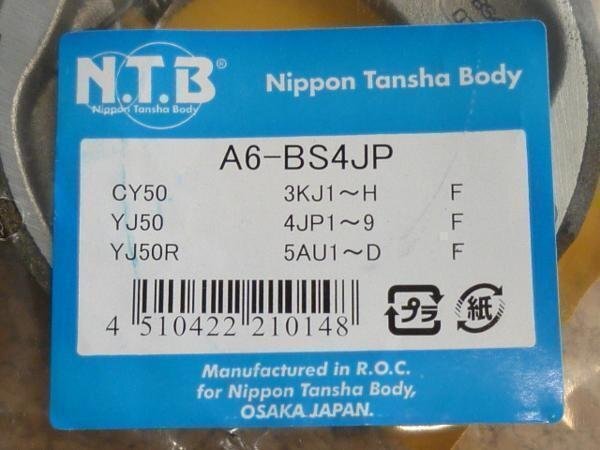 N.T.B®
Nippon Tansha Body
Nippon Tansha Body
A6-BS4JP
CY50 3KJ1～H F
YJ50 4JP1～9 F
YJ50R 5AU1～D F
4 510422 210148
プラ
紙
Manufactured in R.O.C.
for Nippon Tansha Body,
OSAKA JAPAN.